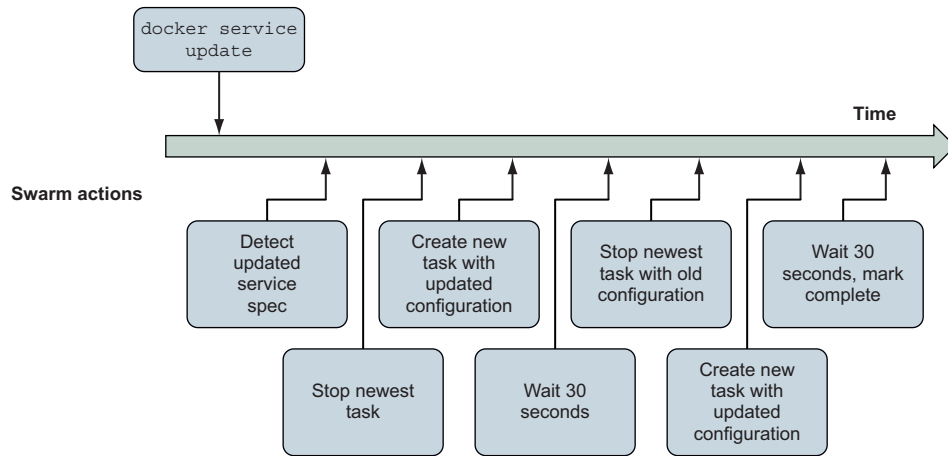 docker service
update
Time
Swarm actions
Detect
updated
service
spec
Stop newest
task
Create new
task with
updated
configuration
Wait 30
seconds
Stop newest
task with old
configuration
Create new
task with
updated
configuration
Wait 30
seconds, mark
complete